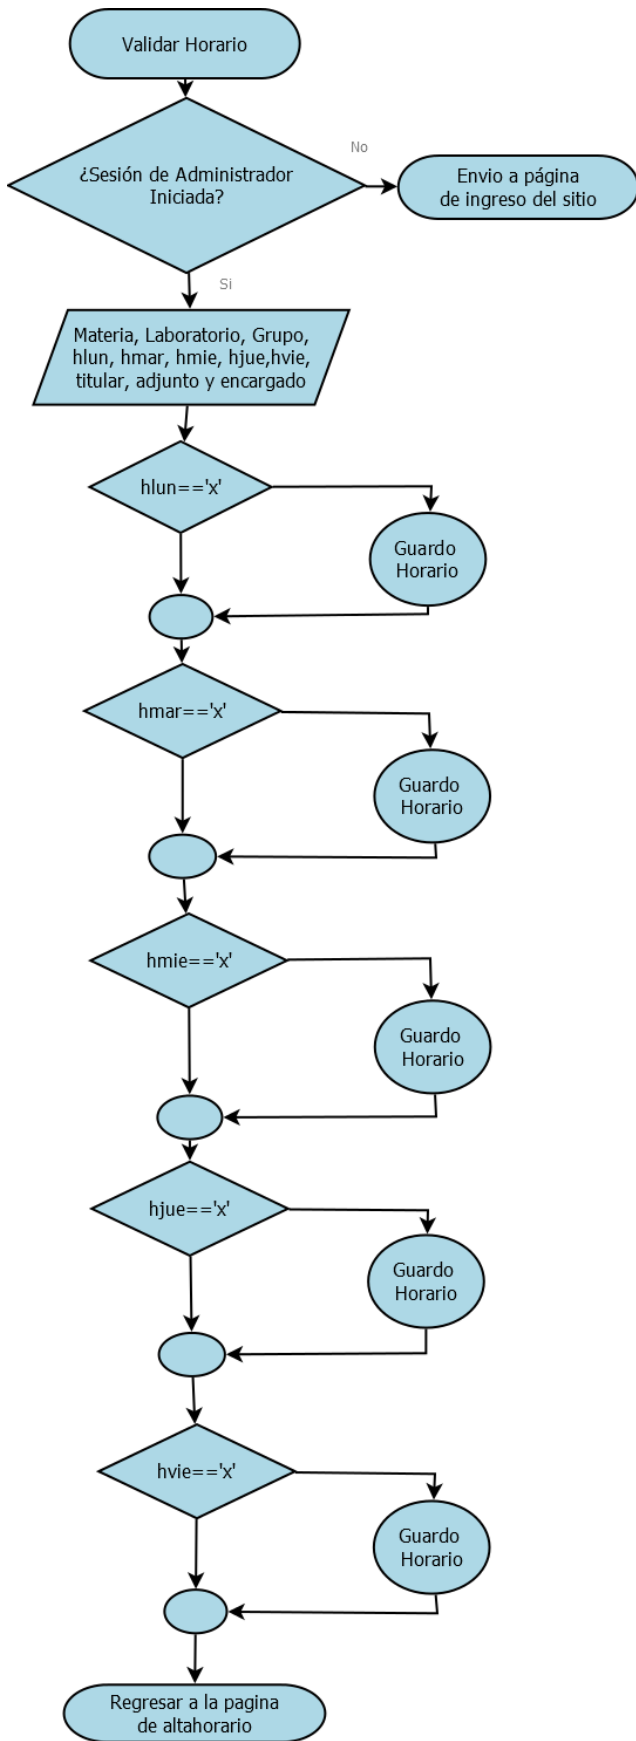 Validar Horario
¿Sesión de Administrador
Iniciada?
No
Envio a página
de ingreso del sitio
Si
Materia, Laboratorio, Grupo,
hlun, hmar, hmie, hjue,hvie,
titular, adjunto y encargado
hlun=='x'
Guardo
Horario
hmar=='x'
Guardo
Horario
hmie=='x'
Guardo
Horario
hjue=='x'
Guardo
Horario
hvie=='x'
Guardo
Horario
Regresar a la pagina
de altahorario